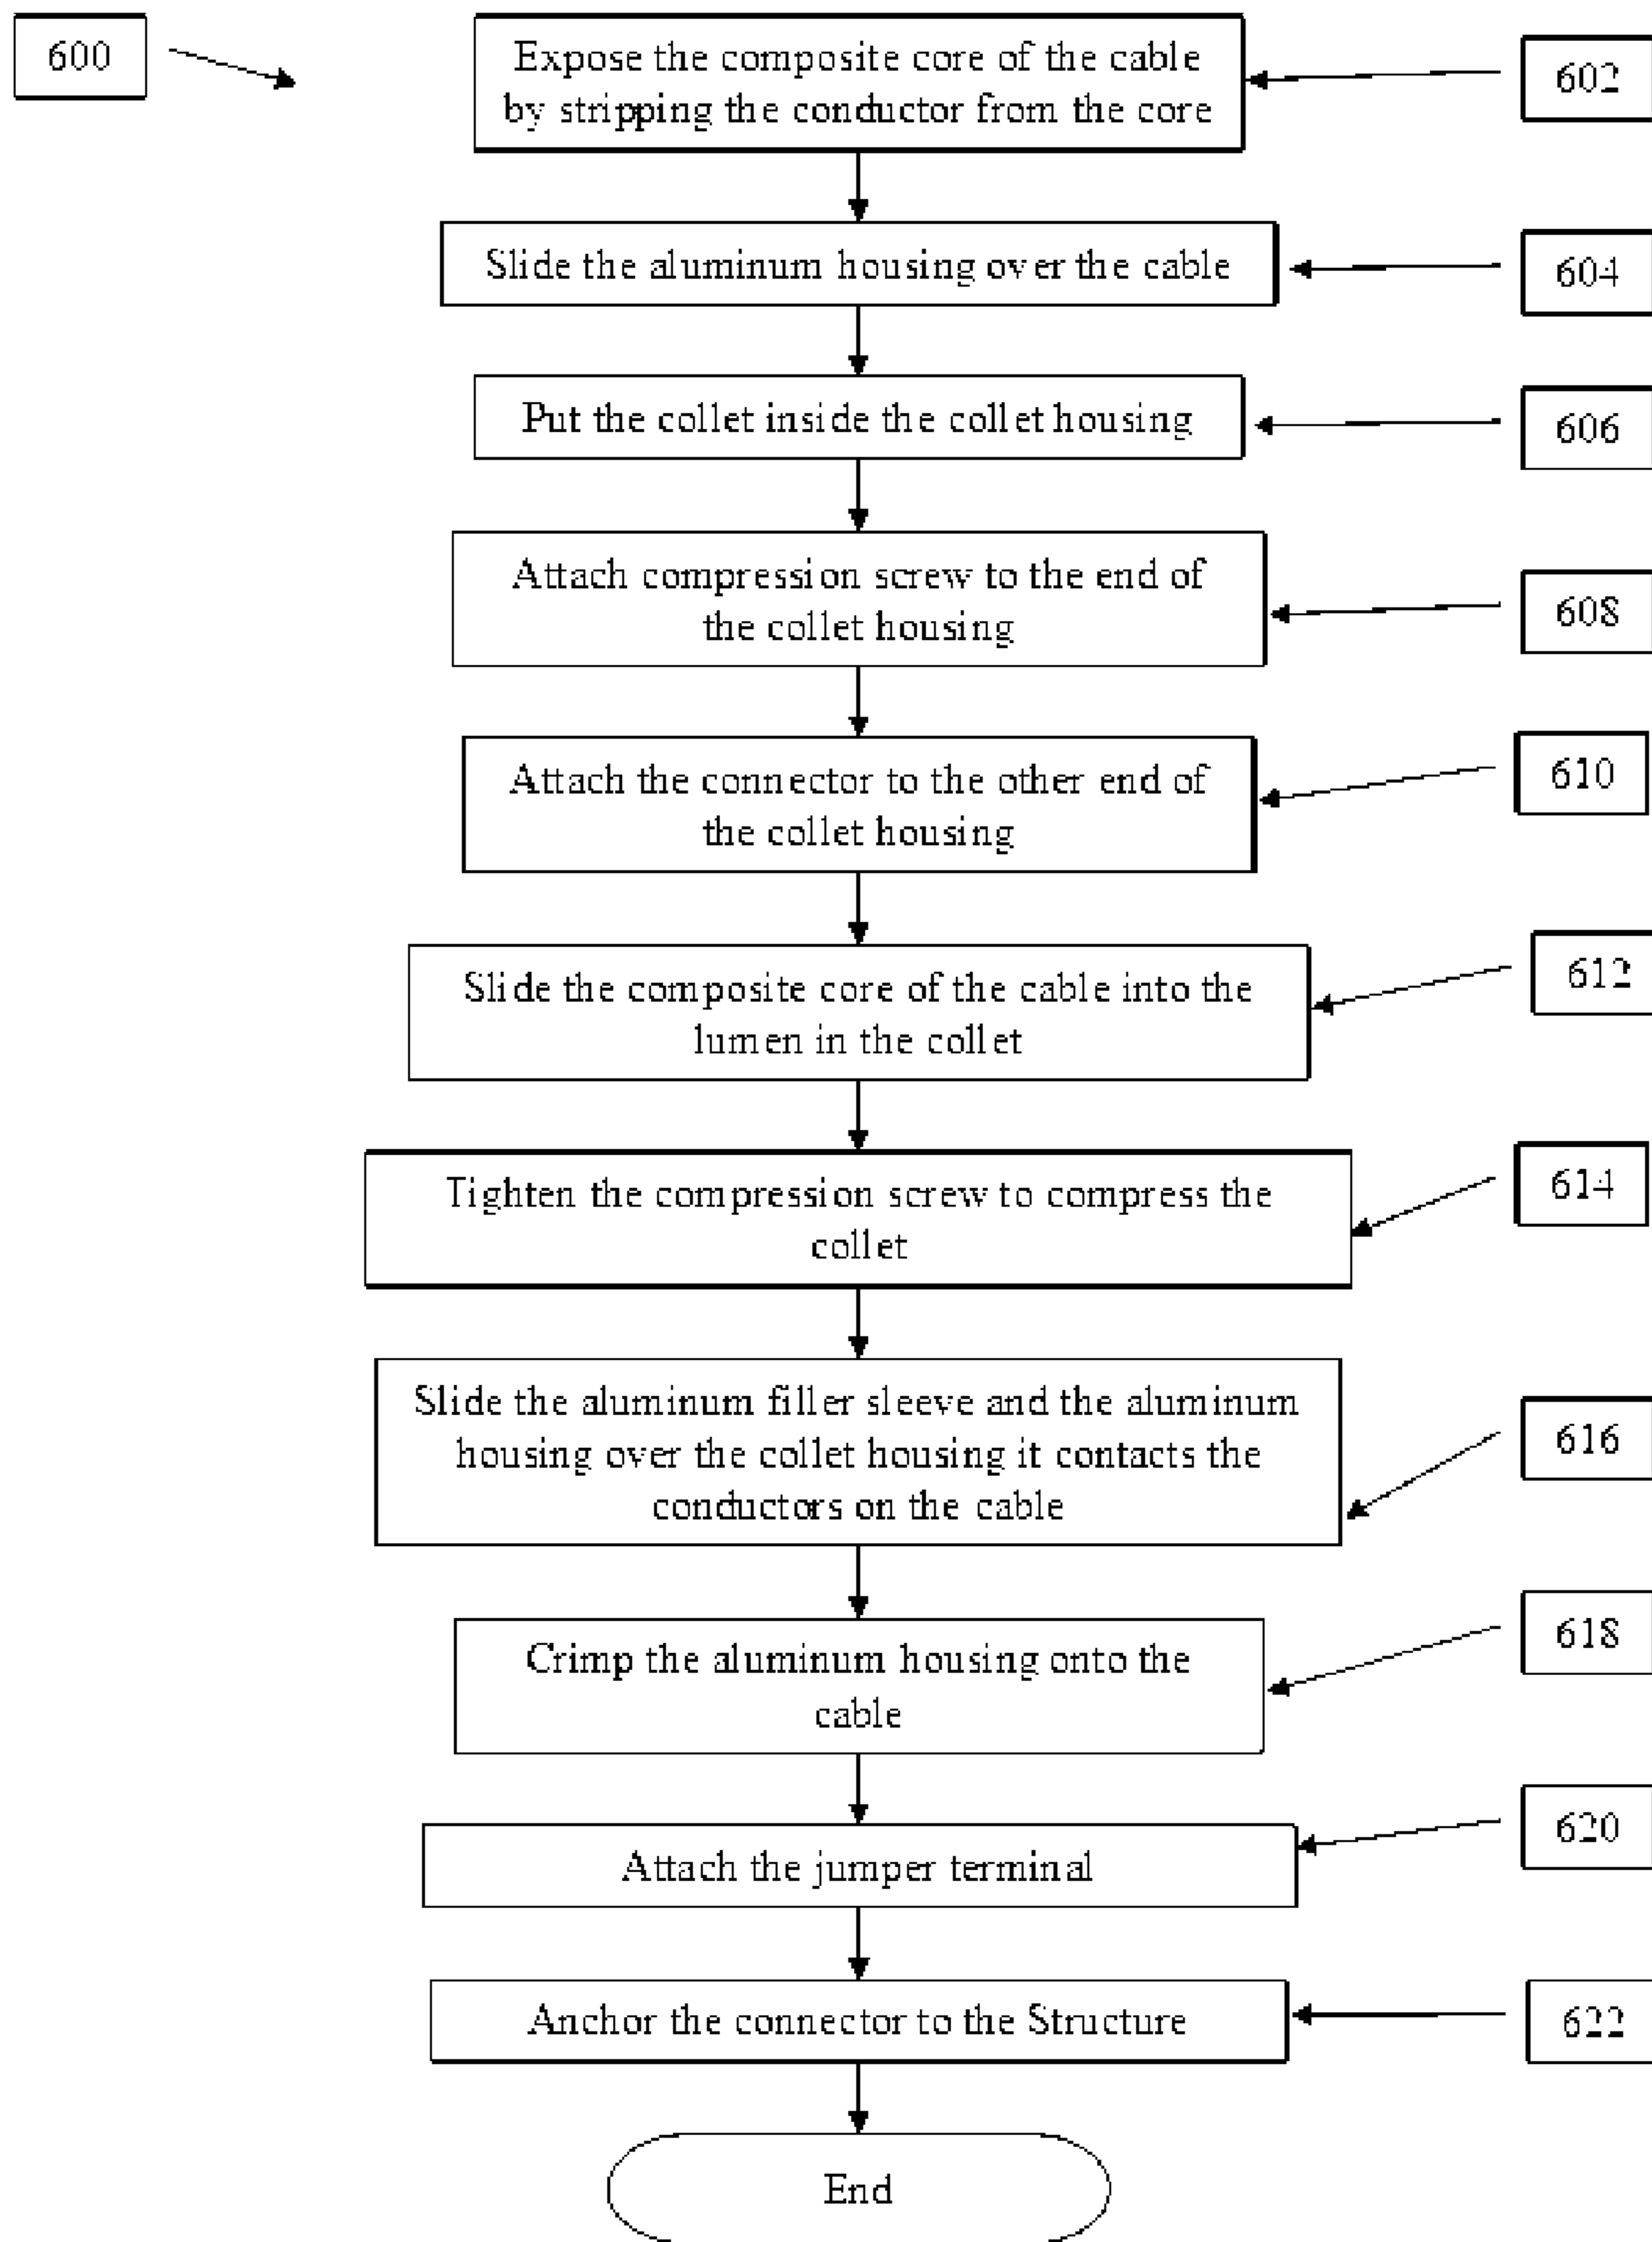 600
Expose the composite core of the cable
by stripping the conductor from the core
602
Slide the aluminum housing over the cable
604
Put the collet inside the collet housing
606
Attach compression screw to the end of
the collet housing
608
Attach the connector to the other end of
the collet housing
610
Slide the composite core of the cable into the
lumen in the collet
612
Tighten the compression screw to compress the
collet
614
Slide the aluminum filler sleeve and the aluminum
housing over the collet housing it contacts the
conductors on the cable
616
Crimp the aluminum housing onto the
cable
618
Attach the jumper terminal
620
Anchor the connector to the Structure
622
End